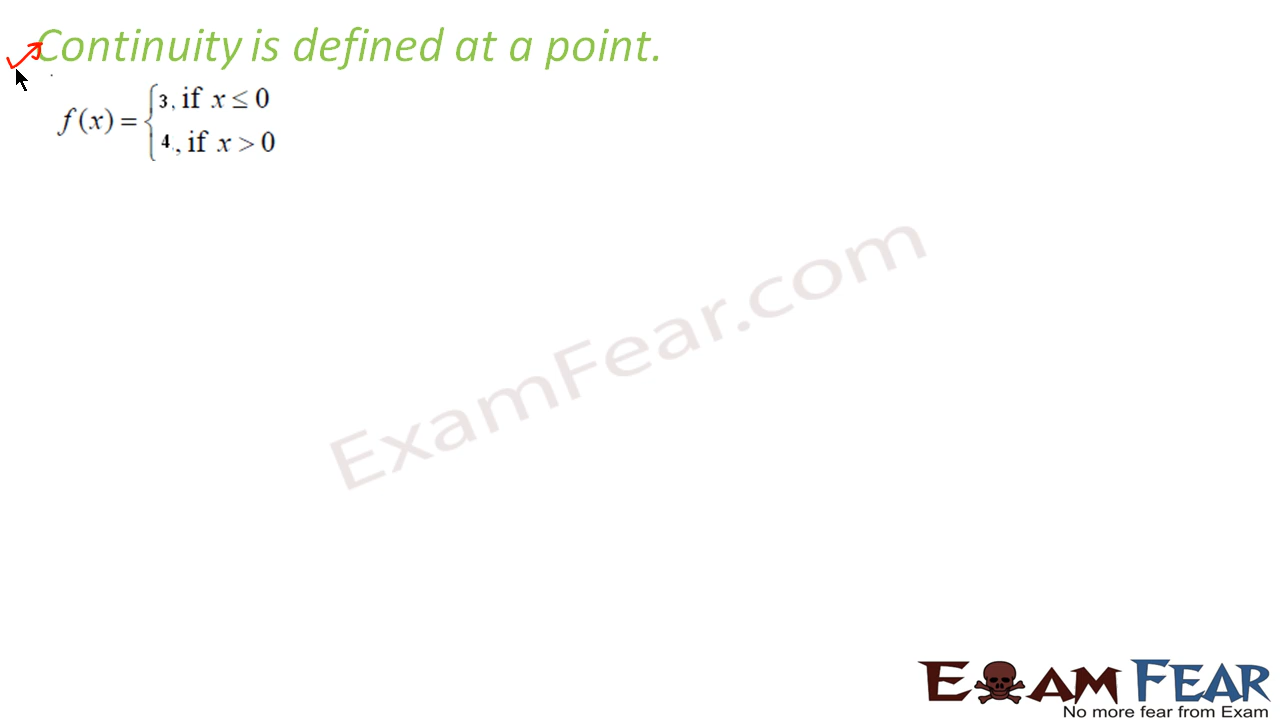 Continuity is defined at a point.
f(x) = { 3, if x ≤ 0
4, if x > 0
ExamFear.com
EXAM FEAR
No more fear from Exam